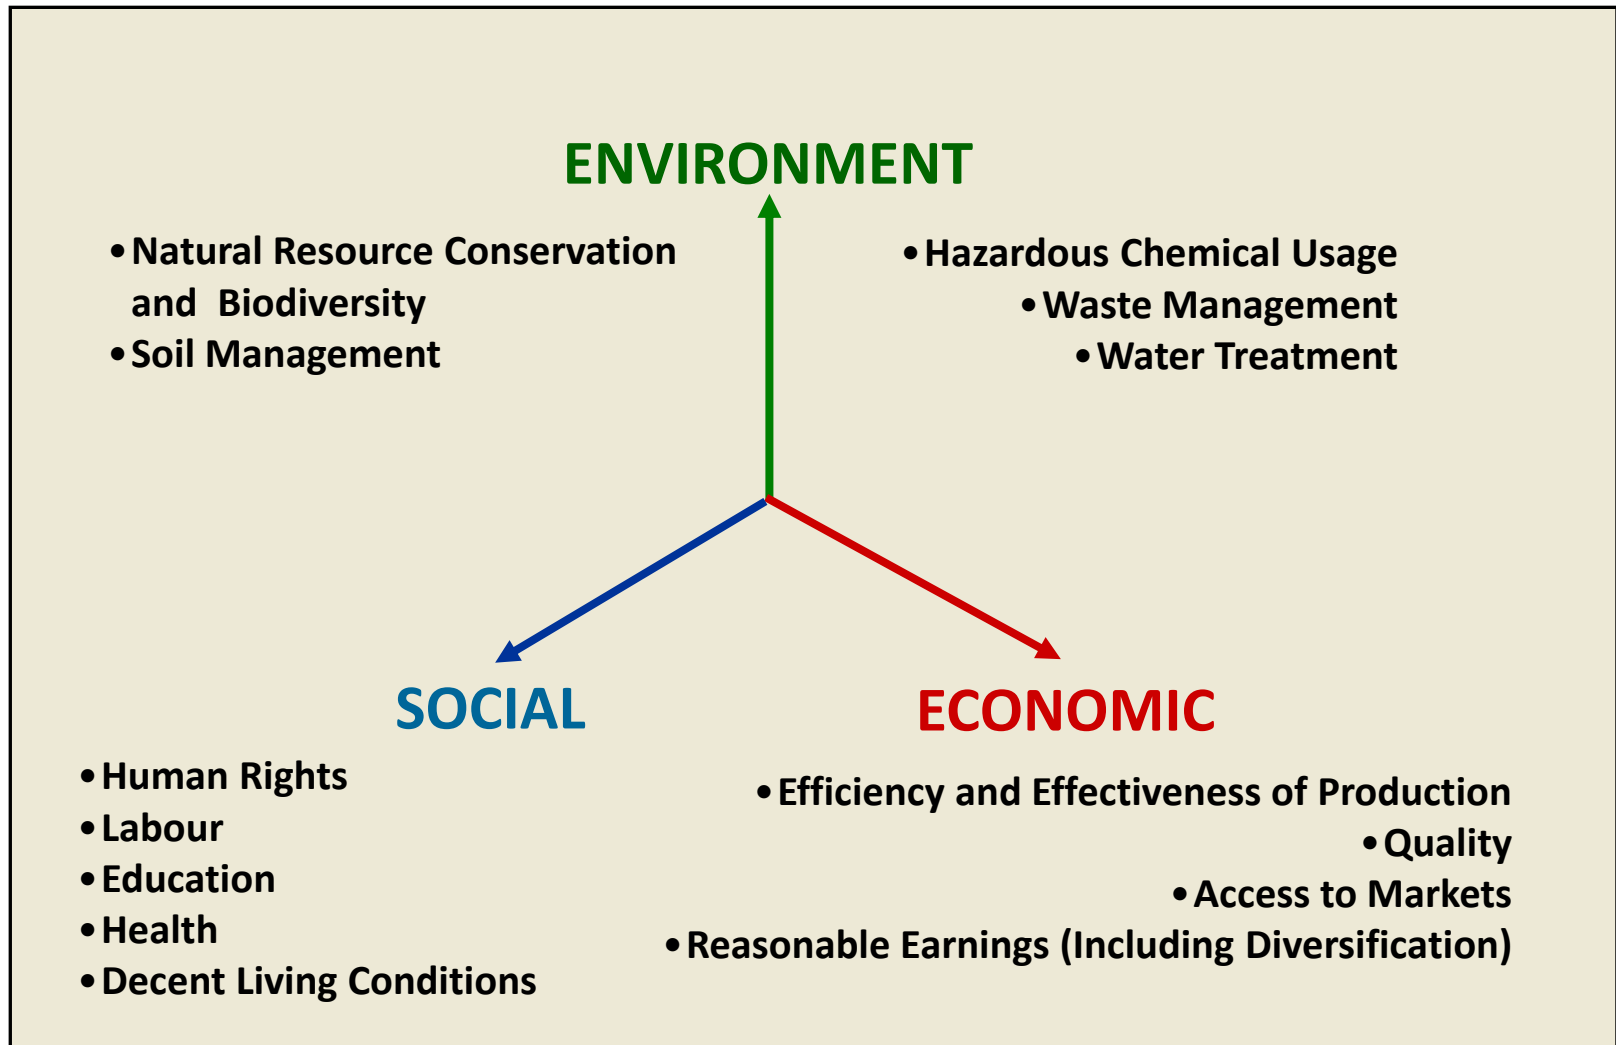 ENVIRONMENT
•Natural Resource Conservation
and  Biodiversity
•Soil Management
•Hazardous Chemical Usage
•Waste Management
•Water Treatment
SOCIAL
•Human Rights
•Labour
•Education
•Health
•Decent Living Conditions
ECONOMIC
•Efficiency and Effectiveness of Production
•Quality
•Access to Markets
•Reasonable Earnings (Including Diversification)